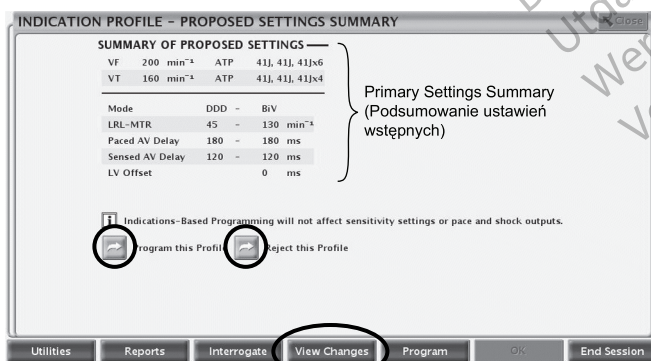 INDICATION PROFILE – PROPOSED SETTINGS SUMMARY
Close
SUMMARY OF PROPOSED SETTINGS
VF 200 min⁻¹ ATP 41J, 41J, 41Jx6
VT 160 min⁻¹ ATP 41J, 41J, 41Jx4
Mode DDD – BiV
LRL–MTR 45 – 130 min⁻¹
Paced AV Delay 180 – 180 ms
Sensed AV Delay 120 – 120 ms
LV Offset 0 ms
Primary Settings Summary
(Podsumowanie ustawień
wstępnych)
i Indications-Based Programming will not affect sensitivity settings or pace and shock outputs.
Program this Profile Reject this Profile
Utilities Reports Interrogate View Changes Program OK End Session